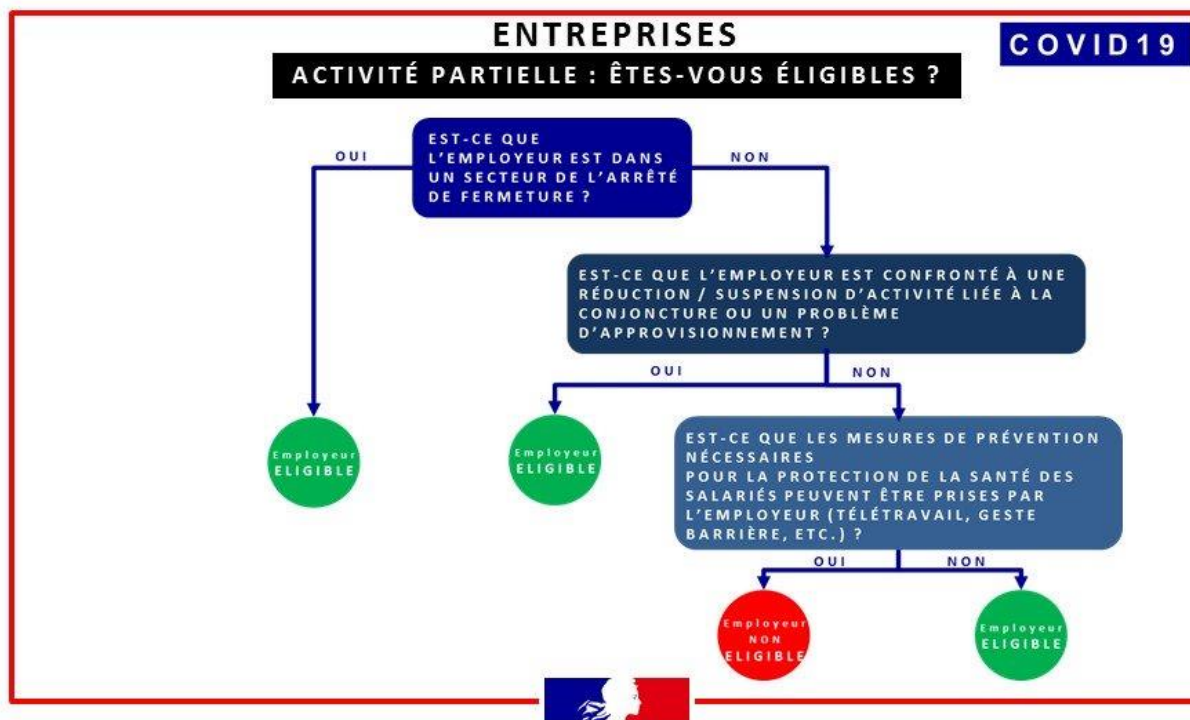 ENTREPRISES
COVID19
ACTIVITÉ PARTIELLE : ÊTES-VOUS ÉLIGIBLES ?
EST-CE QUE
L'EMPLOYEUR EST DANS
UN SECTEUR DE L'ARRÊTÉ
DE FERMETURE ?
OUI
NON
EST-CE QUE L'EMPLOYEUR EST CONFRONTÉ À UNE
RÉDUCTION / SUSPENSION D'ACTIVITÉ LIÉE À LA
CONJONCTURE OU UN PROBLÈME
D'APPROVISIONNEMENT ?
OUI
NON
Employeur
ELIGIBLE
Employeur
ELIGIBLE
EST-CE QUE LES MESURES DE PRÉVENTION
NÉCESSAIRES
POUR LA PROTECTION DE LA SANTÉ DES
SALARIÉS PEUVENT ÊTRE PRISES PAR
L'EMPLOYEUR (TÉLÉTRAVAIL, GESTE
BARRIÈRE, ETC.) ?
OUI
NON
Employeur
NON
ELIGIBLE
Employeur
ELIGIBLE